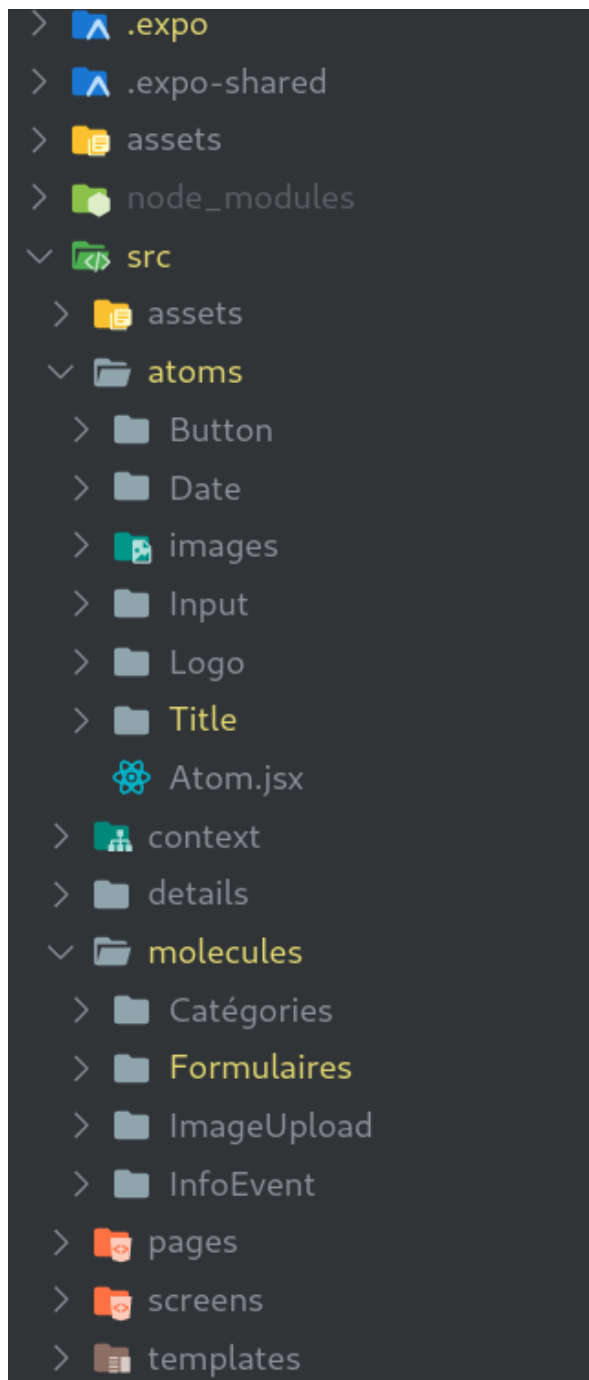 .expo
.expo-shared
assets
node_modules
src
assets
atoms
Button
Date
images
Input
Logo
Title
Atom.jsx
context
details
molecules
Catégories
Formulaires
ImageUpload
InfoEvent
pages
screens
templates